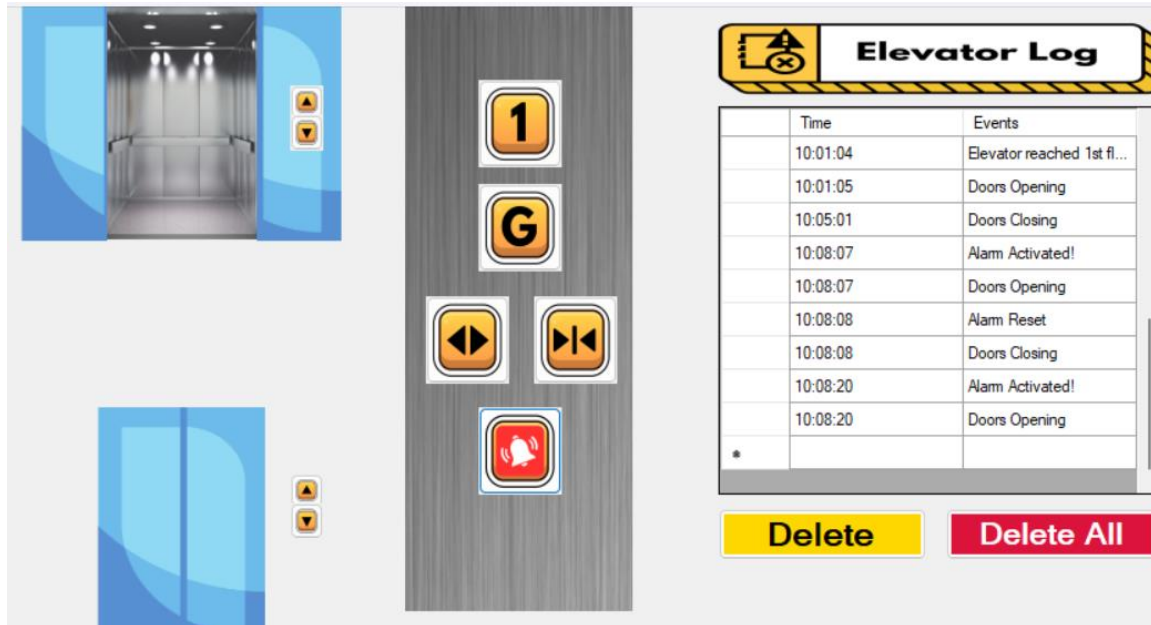 1
G
Elevator Log
Time Events
10:01:04 Elevator reached 1st fl...
10:01:05 Doors Opening
10:05:01 Doors Closing
10:08:07 Alarm Activated!
10:08:07 Doors Opening
10:08:08 Alarm Reset
10:08:08 Doors Closing
10:08:20 Alarm Activated!
10:08:20 Doors Opening
Delete Delete All